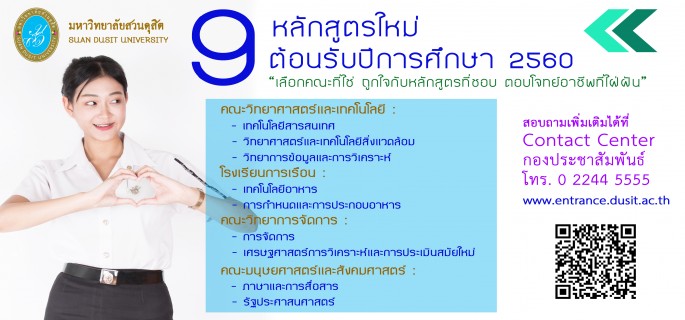 มหาวิทยาลัยสวนดุสิต
SUAN DUSIT UNIVERSITY
9 หลักสูตรใหม่
ต้อนรับปีการศึกษา 2560
“เลือกคณะที่ใช่ ถูกใจกับหลักสูตรที่ชอบ ตอบโจทย์อาชีพที่ใฝ่ฝัน”
คณะวิทยาศาสตร์และเทคโนโลยี :
- เทคโนโลยีสารสนเทศ
- วิทยาศาสตร์และเทคโนโลยีสิ่งแวดล้อม
- วิทยาการข้อมูลและการวิเคราะห์
โรงเรียนการเรือน :
- เทคโนโลยีอาหาร
- การกำหนดและการประกอบอาหาร
คณะวิทยาการจัดการ :
- การจัดการ
- เศรษฐศาสตร์การวิเคราะห์และการประเมินสมัยใหม่
คณะมนุษยศาสตร์และสังคมศาสตร์ :
- ภาษาและการสื่อสาร
- รัฐประศาสนศาสตร์
สอบถามเพิ่มเติมได้ที่
Contact Center
กองประชาสัมพันธ์
โทร. 0 2244 5555
www.entrance.dusit.ac.th